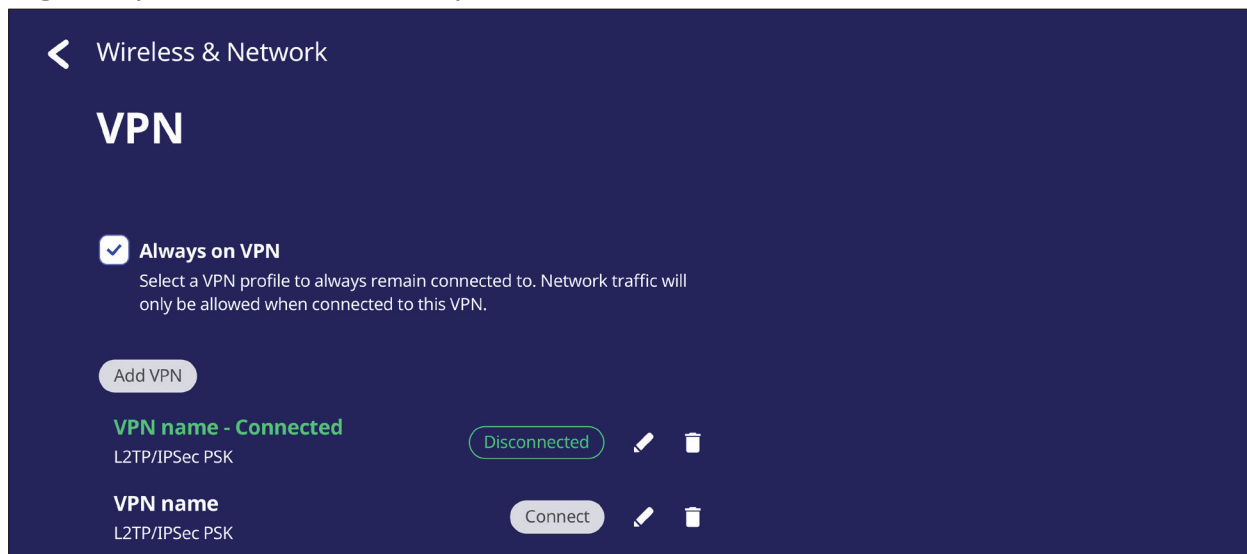 Wireless & Network
VPN
Always on VPN
Select a VPN profile to always remain connected to. Network traffic will
only be allowed when connected to this VPN.
Add VPN
VPN name - Connected
Disconnected
L2TP/IPSec PSK
VPN name
Connect
L2TP/IPSec PSK